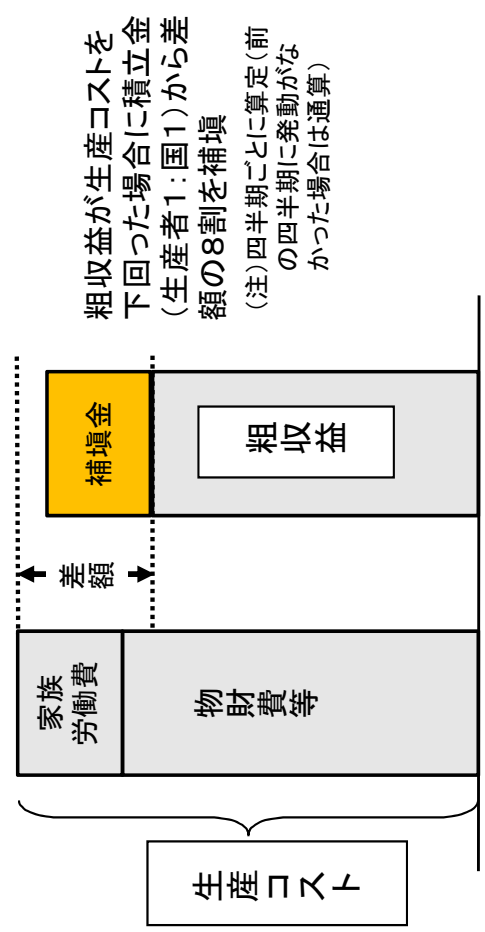 生産コスト
家族
労働費
物財費等
差額
補塡金
粗収益
粗収益が生産コストを
下回った場合に積立金
(生産者1:国1)から差
額の8割を補塡
(注)四半期ごとに算定(前
の四半期に発動がな
かった場合は通算)